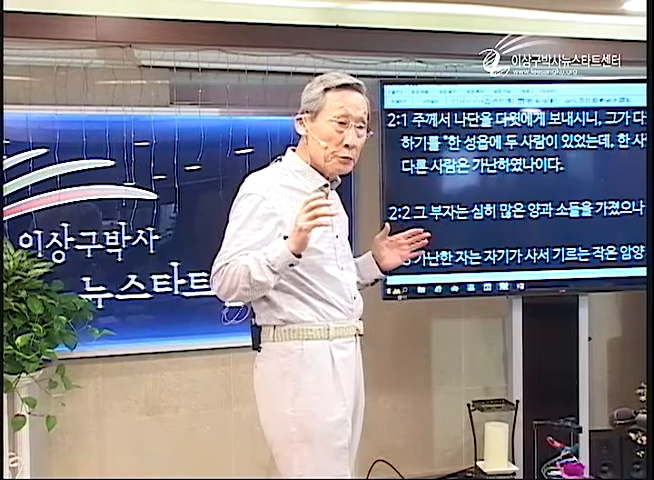 이상구박사뉴스타트센터
www.leesangku.org
2:1 주께서 나단을 다윗에게 보내시니, 그가 다
하기를 "한 성읍에 두 사람이 있었는데, 한 사
다른 사람은 가난하였나이다.
2:2 그 부자는 심히 많은 양과 소들을 가졌으나
가난한 자는 자기가 사서 기르는 작은 암양
이상구박사
뉴스타트